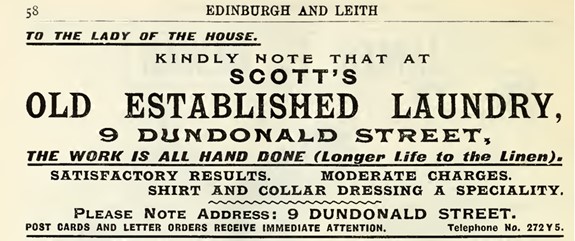 58 EDINBURGH AND LEITH
TO THE LADY OF THE HOUSE.
KINDLY NOTE THAT AT
SCOTT'S
OLD ESTABLISHED LAUNDRY,
9 DUNDONALD STREET,
THE WORK IS ALL HAND DONE (Longer Life to the Linen).
SATISFACTORY RESULTS. MODERATE CHARGES.
SHIRT AND COLLAR DRESSING A SPECIALITY.
PLEASE NOTE ADDRESS: 9 DUNDONALD STREET.
POST CARDS AND LETTER ORDERS RECEIVE IMMEDIATE ATTENTION. Telephone No. 272Y5.